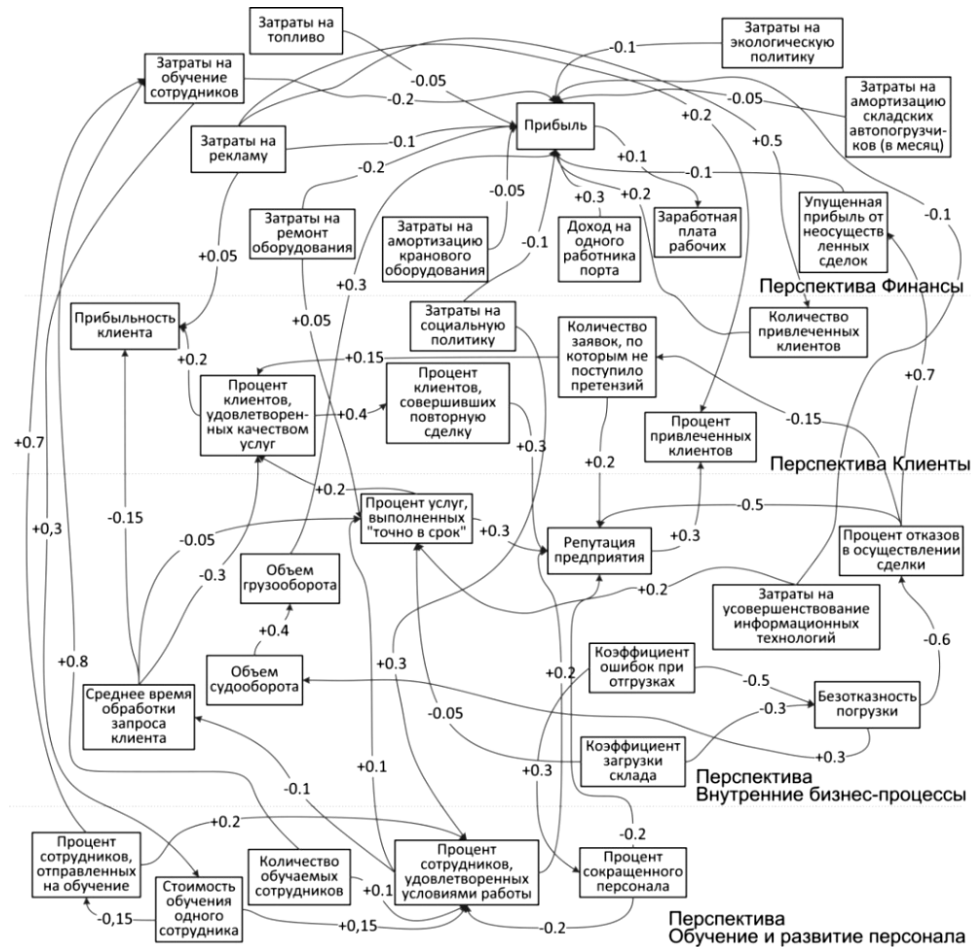 Затраты на
топливо
Затраты на
экологическую
политику
-0.1
Затраты на
обучение
сотрудников
-0.05
-0.2
-0.05
Затраты на
амортизацию
складских
автопогрузчи-
ков (в месяц)
Прибыль
Затраты на
рекламу
-0.1
+0.2
+0.5
+0.1
-0.2
-0.1
-0.05
+0.3
+0.2
Затраты на
ремонт
оборудования
Затраты на
амортизацию
кранового
оборудования
Доход на
одного
работника
порта
Заработная
плата
рабочих
Упущенная
прибыль от
неосуществ
ленных
сделок
-0.1
-0.1
+0.05
+0.3
Перспектива Финансы
Прибыльность
клиента
+0.05
Затраты на
социальную
политику
Количество
заявок, по
которым не
поступило
претензий
Количество
привлеченных
клиентов
+0.2
+0.15
+0.7
Процент
клиентов,
удовлетворен-
ных качеством
услуг
+0.4
Процент
клиентов,
совершивших
повторную
сделку
Процент
привлеченных
клиентов
-0.15
+0.7
+0.3
+0.2
Перспектива Клиенты
+0,3
-0.15
+0.2
-0.05
-0.3
Процент услуг,
выполненных
"точно в срок"
+0.3
-0.5
Репутация
предприятия
+0.3
Процент отказов
в осуществлении
сделки
Объем
грузооборота
+0.2
Затраты на
усовершенствование
информационных
технологий
+0.4
-0.6
+0.8
+0.3
+0.2
Среднее время
обработки
запроса
клиента
Объем
судооборота
Коэффициент
ошибок при
отгрузках
-0.5
Безотказность
погрузки
-0.05
-0.3
Коэффициент
загрузки
склада
+0.3
+0.1
+0.3
-0.1
Перспектива
Внутренние бизнес-процессы
+0.2
-0.2
Процент
сотрудников,
отправленных
на обучение
Стоимость
обучения
одного
сотрудника
Количество
обучаемых
сотрудников
+0.1
Процент
сотрудников,
удовлетворенных
условиями работы
Процент
сокращенного
персонала
-0,15
+0,15
-0.2
Перспектива
Обучение и развитие персонала